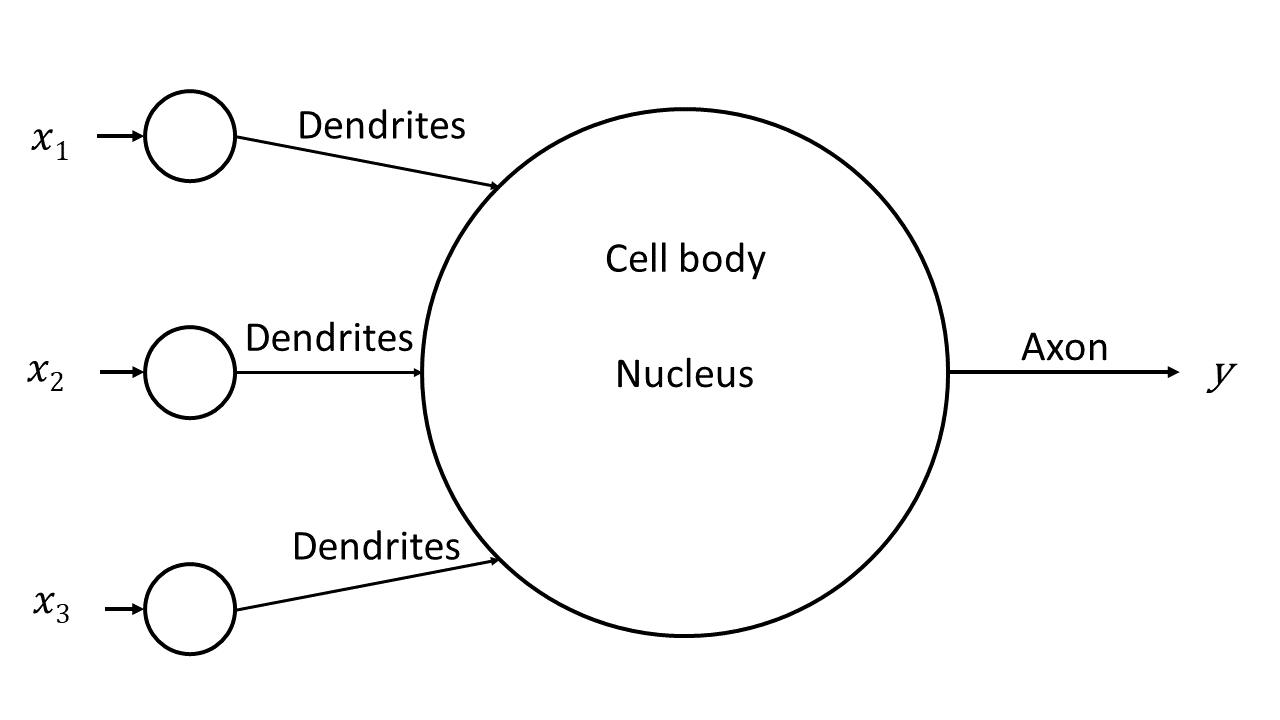 x₁
Dendrites
Cell body
x₂
Dendrites
Nucleus
Axon
y
x₃
Dendrites